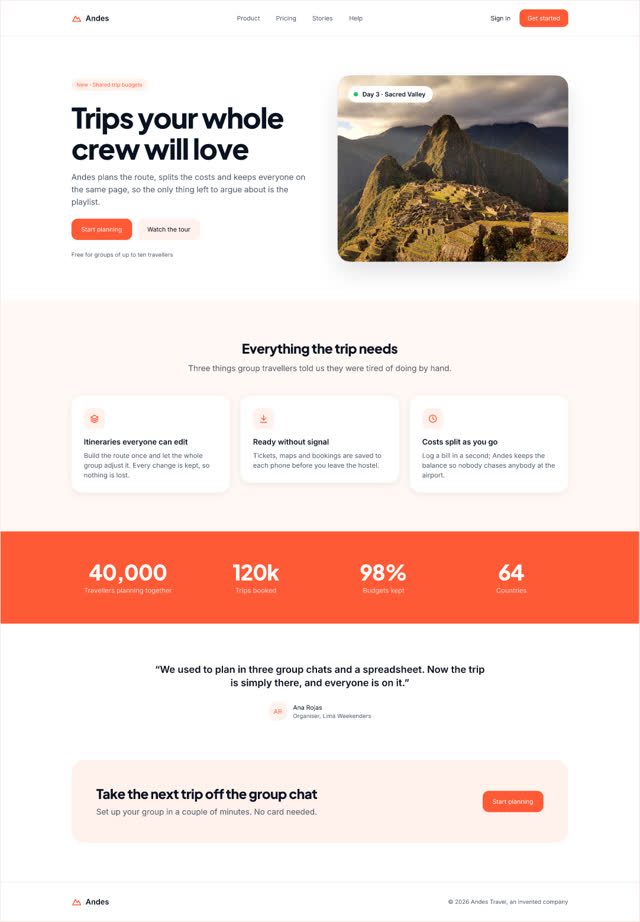 Andes
Product
Pricing
Stories
Help
Sign in
Get started
New · Shared trip budgets
Trips your whole
crew will love
Andes plans the route, splits the costs and keeps everyone on
the same page, so the only thing left to argue about is the
playlist.
Start planning
Watch the tour
Free for groups of up to ten travellers
Day 3 · Sacred Valley
Everything the trip needs
Three things group travellers told us they were tired of doing by hand.
Itineraries everyone can edit
Build the route once and let the whole
group adjust it. Every change is kept, so
nothing is lost.
Ready without signal
Tickets, maps and bookings are saved to
each phone before you leave the hostel.
Costs split as you go
Log a bill in a second; Andes keeps the
balance so nobody chases anybody at the
airport.
40,000
Travellers planning together
120k
Trips booked
98%
Budgets kept
64
Countries
“We used to plan in three group chats and a spreadsheet. Now the trip
is simply there, and everyone is on it.”
AR
Ana Rojas
Organiser, Lima Weekenders
Take the next trip off the group chat
Set up your group in a couple of minutes. No card needed.
Start planning
Andes
© 2026 Andes Travel, an invented company